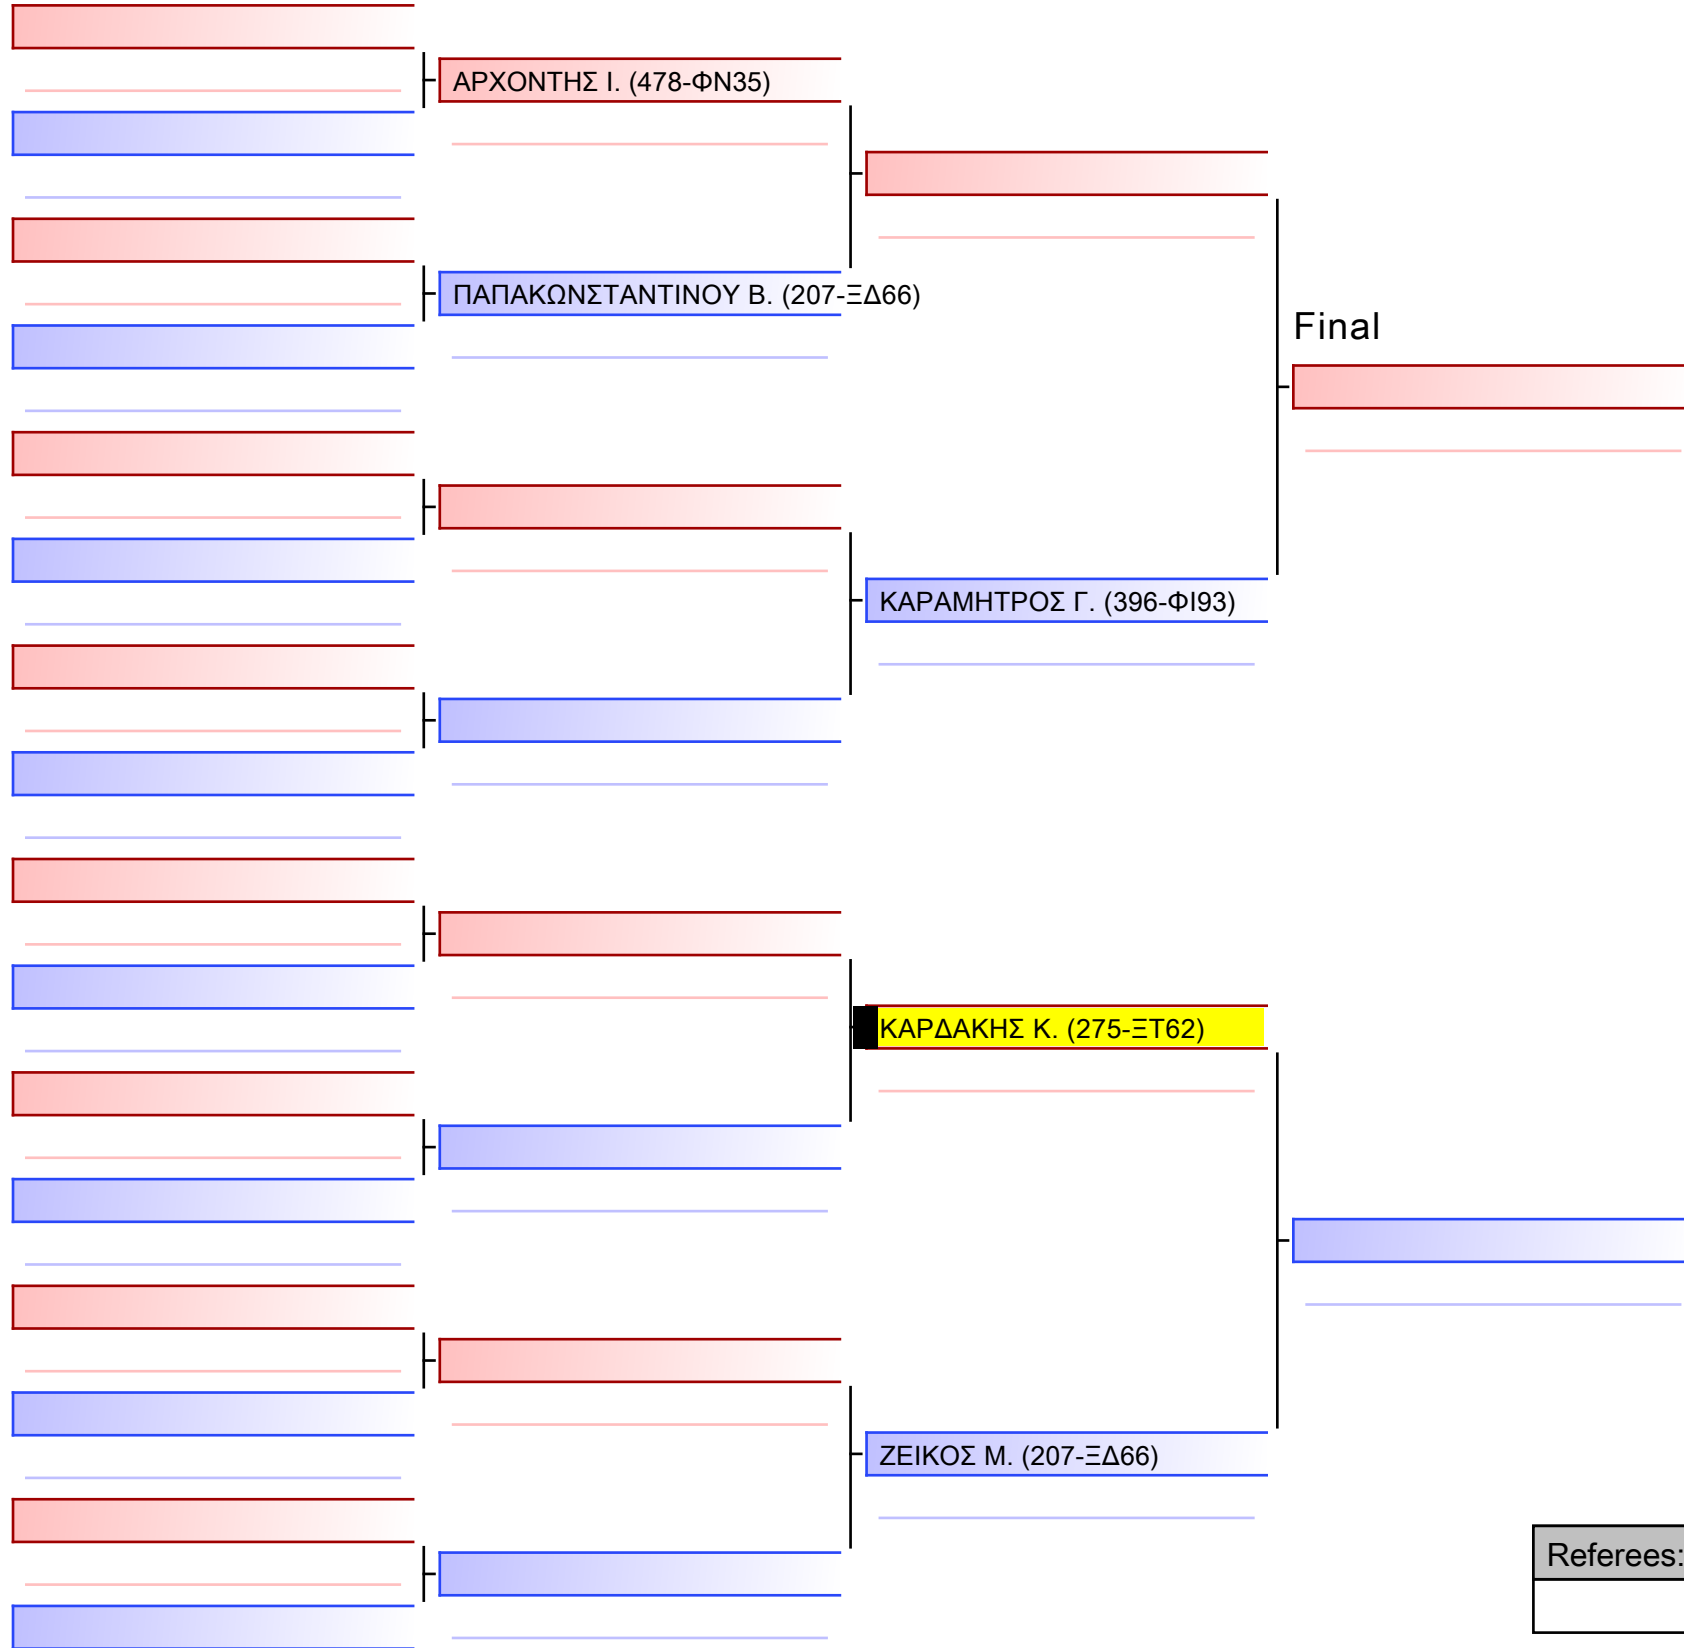 ΑΡΧΟΝΤΗΣ Ι. (478-ΦΝ35)
ΠΑΠΑΚΩΝΣΤΑΝΤΙΝΟΥ Β. (207-ΞΔ66)
Final
ΚΑΡΑΜΗΤΡΟΣ Γ. (396-ΦΙ93)
ΚΑΡΔΑΚΗΣ Κ. (275-ΞΤ62)
ΖΕΙΚΟΣ Μ. (207-ΞΔ66)
Referees: